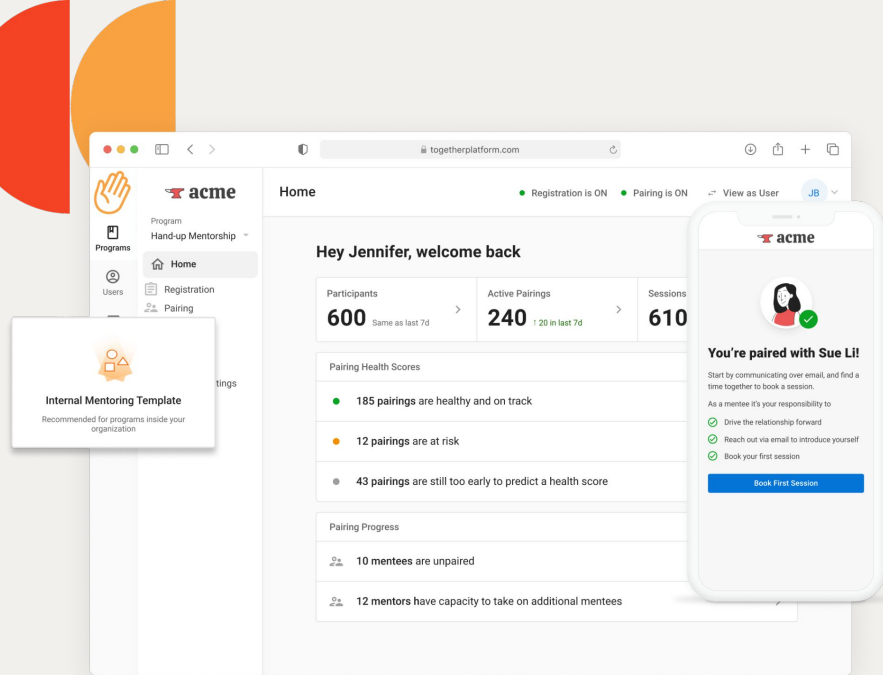 togetherplatform.com
acme
Home
Registration is ON
Pairing is ON
View as User
JB
Programs
Users
Program
Hand-up Mentorship
Home
Registration
Pairing
tings
Internal Mentoring Template
Recommended for programs inside your
organization
Hey Jennifer, welcome back
Participants
600 Same as last 7d
Active Pairings
240 ↑ 20 in last 7d
Sessions
610
Pairing Health Scores
185 pairings are healthy and on track
12 pairings are at risk
43 pairings are still too early to predict a health score
Pairing Progress
10 mentees are unpaired
12 mentors have capacity to take on additional mentees
acme
You're paired with Sue Li!
Start by communicating over email, and find a
time together to book a session.
As a mentee it's your responsibility to
Drive the relationship forward
Reach out via email to introduce yourself
Book your first session
Book First Session